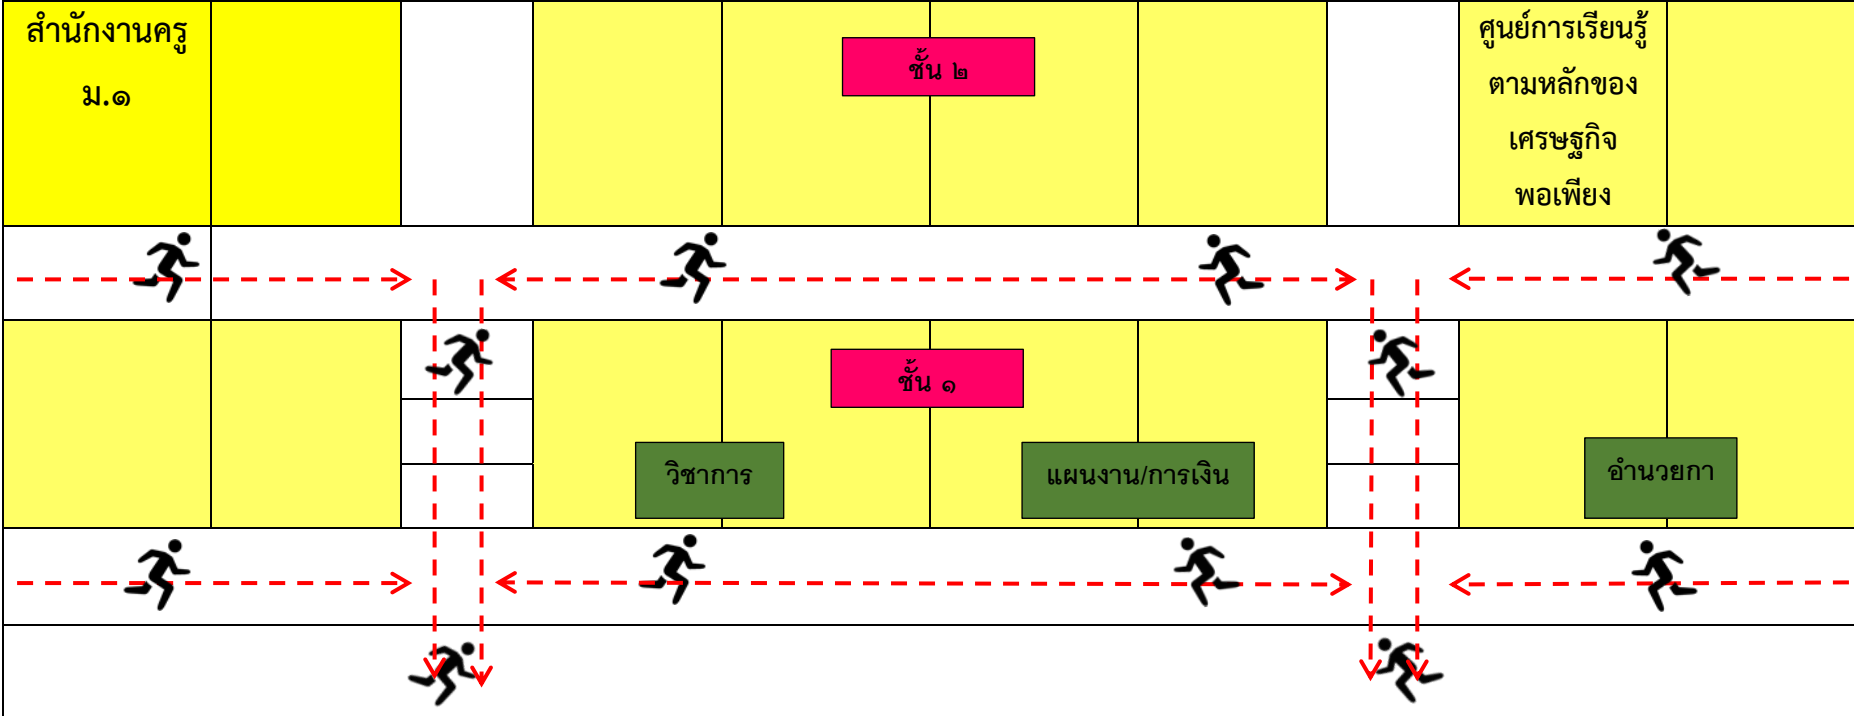 สำนักงานครู
ม.๑
ชั้น ๒
ศูนย์การเรียนรู้
ตามหลักของ
เศรษฐกิจ
พอเพียง
ชั้น ๑
วิชาการ
แผนงาน/การเงิน
อำนวยกา